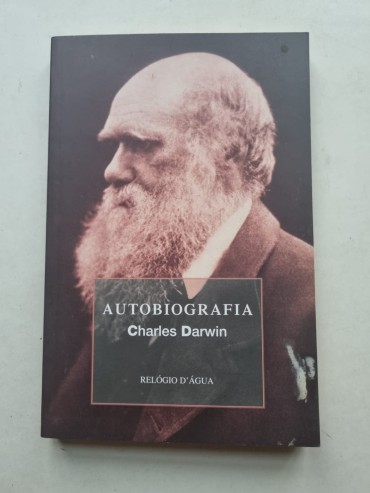 AUTOBIOGRAFIA
Charles Darwin
RELÓGIO D'ÁGUA